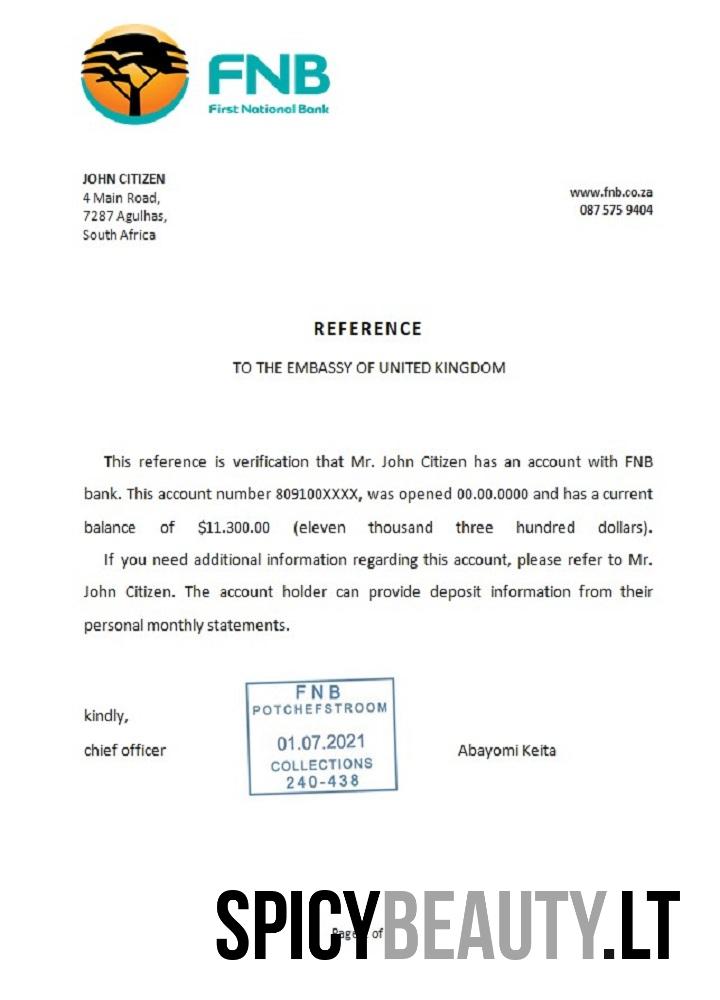 FNB
First National Bank
JOHN CITIZEN
4 Main Road,
7287 Agulhas,
South Africa
www.fnb.co.za
087 575 9404
REFERENCE
TO THE EMBASSY OF UNITED KINGDOM
This reference is verification that Mr. John Citizen has an account with FNB
bank. This account number 809100XXXX, was opened 00.00.0000 and has a current
balance of $11.300.00 (eleven thousand three hundred dollars).
If you need additional information regarding this account, please refer to Mr.
John Citizen. The account holder can provide deposit information from their
personal monthly statements.
kindly,
chief officer
FNB
POTCHEFSTROOM
01.07.2021
COLLECTIONS
240-438
Abayomi Keita
SPICYBEAUTY.LT
of